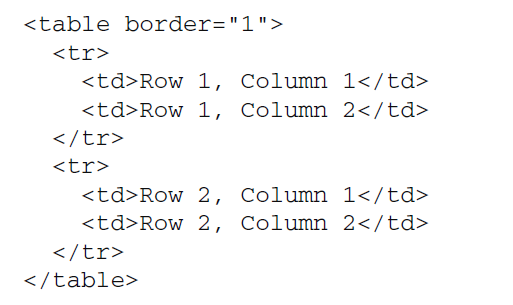 <table border="1">
  <tr>
    <td>Row 1, Column 1</td>
    <td>Row 1, Column 2</td>
  </tr>
  <tr>
    <td>Row 2, Column 1</td>
    <td>Row 2, Column 2</td>
  </tr>
</table>